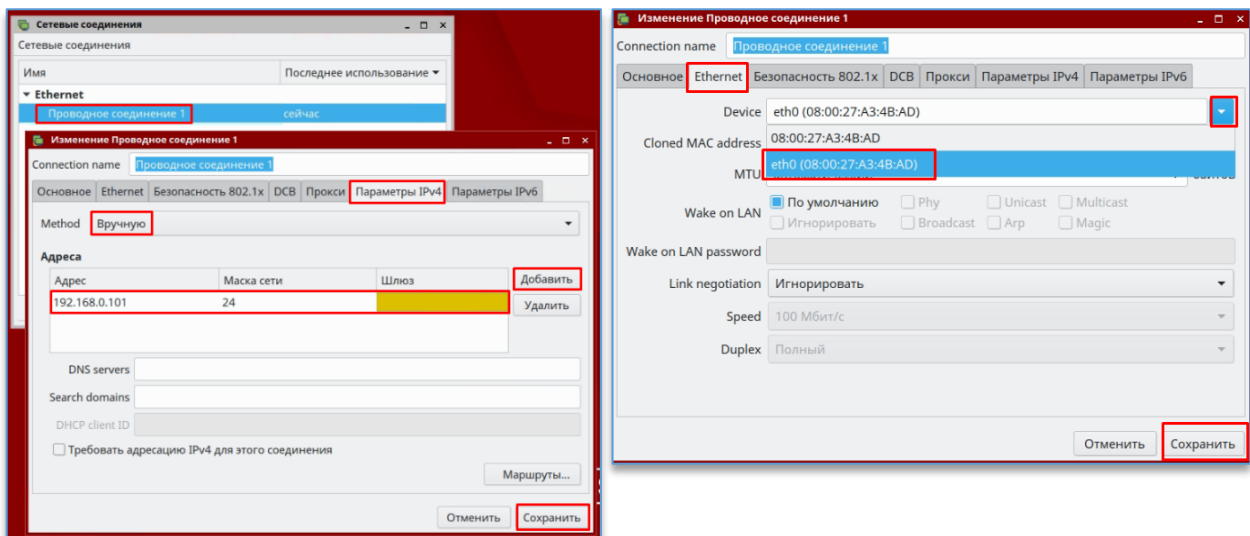 Сетевые соединения
Сетевые соединения
Имя Последнее использование
Ethernet
Проводное соединение 1 сейчас
Изменение Проводное соединение 1
Connection name Проводное соединение 1
Основное Ethernet Безопасность 802.1x DCB Прокси Параметры IPv4 Параметры IPv6
Method Вручную
Адреса
Адрес Маска сети Шлюз Добавить
192.168.0.101 24
Удалить
DNS servers
Search domains
DHCP client ID
Требовать адресацию IPv4 для этого соединения
Маршруты...
Отменить Сохранить
Изменение Проводное соединение 1
Connection name Проводное соединение 1
Основное Ethernet Безопасность 802.1x DCB Прокси Параметры IPv4 Параметры IPv6
Device eth0 (08:00:27:A3:4B:AD)
Cloned MAC address 08:00:27:A3:4B:AD
eth0 (08:00:27:A3:4B:AD)
MTU
Wake on LAN По умолчанию Phy Unicast Multicast
Игнорировать Broadcast Arp Magic
Wake on LAN password
Link negotiation Игнорировать
Speed 100 Мбит/с
Duplex Полный
Отменить Сохранить